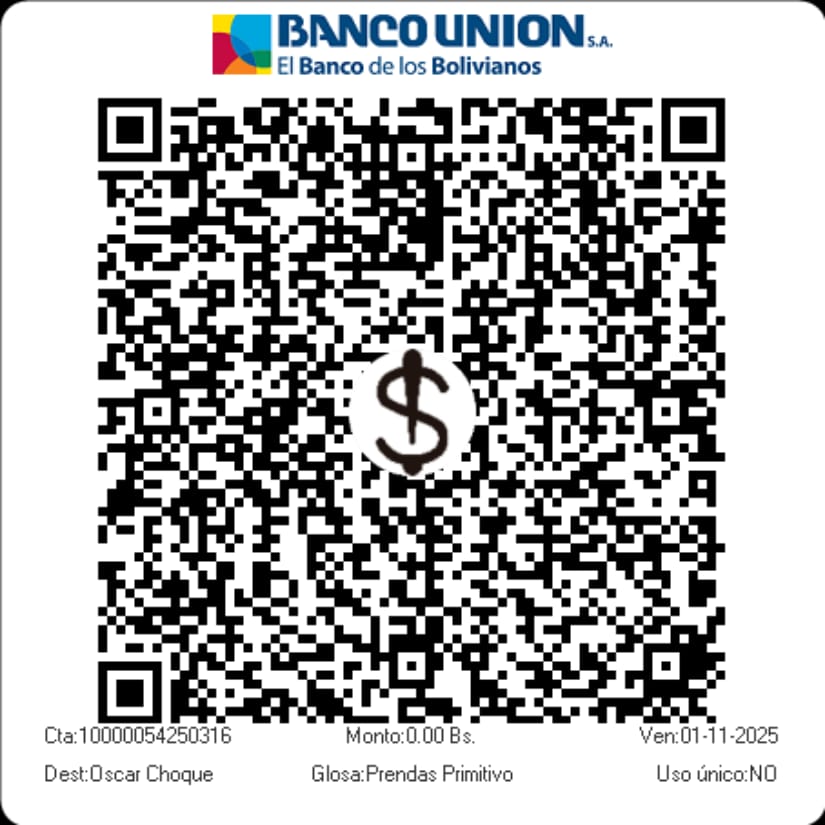 BANCO UNION S.A.
El Banco de los Bolivianos
$
Cta:10000054250316 Monto:0.00 Bs. Ven:01-11-2025
Dest:Oscar Choque Glosa:Prendas Primitivo Uso único:NO